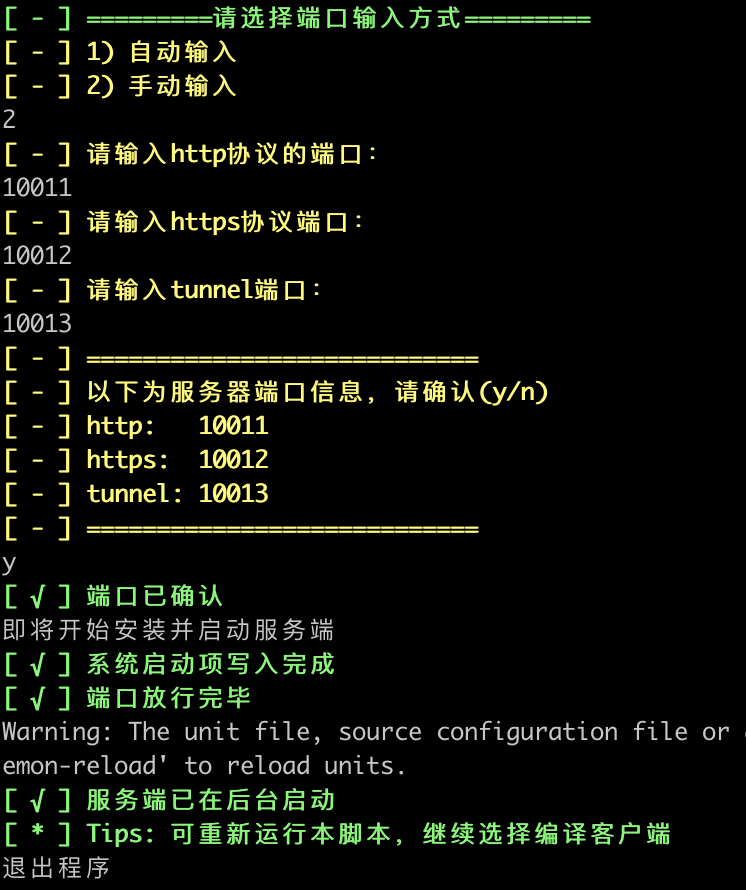 [ - ] =========请选择端口输入方式=========
[ - ] 1) 自动输入
[ - ] 2) 手动输入
2
[ - ] 请输入http协议的端口:
10011
[ - ] 请输入https协议端口:
10012
[ - ] 请输入tunnel端口:
10013
[ - ] ============================
[ - ] 以下为服务器端口信息, 请确认(y/n)
[ - ] http:   10011
[ - ] https:  10012
[ - ] tunnel: 10013
[ - ] ============================
y
[ √ ] 端口已确认
即将开始安装并启动服务端
[ √ ] 系统启动项写入完成
[ √ ] 端口放行完毕
Warning: The unit file, source configuration file or
emon-reload' to reload units.
[ √ ] 服务端已在后台启动
[ * ] Tips: 可重新运行本脚本, 继续选择编译客户端
退出程序